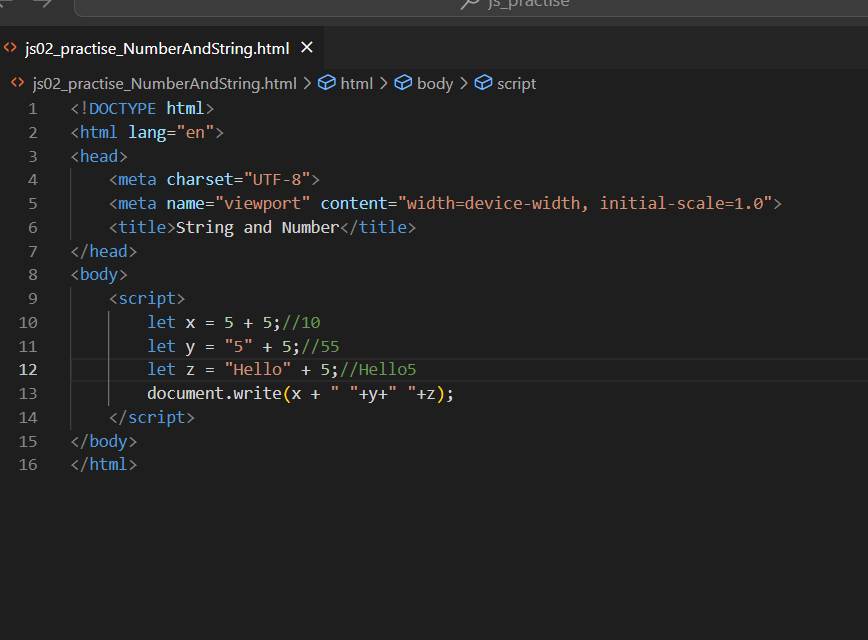 js_practise
js02_practise_NumberAndString.html ×
js02_practise_NumberAndString.html > html > body > script
1 <!DOCTYPE html>
2 <html lang="en">
3 <head>
4     <meta charset="UTF-8">
5     <meta name="viewport" content="width=device-width, initial-scale=1.0">
6     <title>String and Number</title>
7 </head>
8 <body>
9     <script>
10         let x = 5 + 5;//10
11         let y = "5" + 5;//55
12         let z = "Hello" + 5;//Hello5
13         document.write(x + " "+y+" "+z);
14     </script>
15 </body>
16 </html>